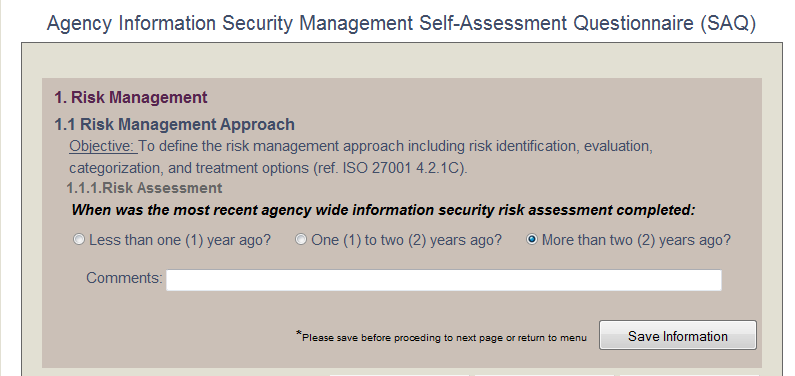 Agency Information Security Management Self-Assessment Questionnaire (SAQ)
1. Risk Management
1.1 Risk Management Approach
Objective: To define the risk management approach including risk identification, evaluation,
categorization, and treatment options (ref. ISO 27001 4.2.1C).
1.1.1.Risk Assessment
When was the most recent agency wide information security risk assessment completed:
Less than one (1) year ago? One (1) to two (2) years ago? More than two (2) years ago?
Comments:
*Please save before proceding to next page or return to menu Save Information